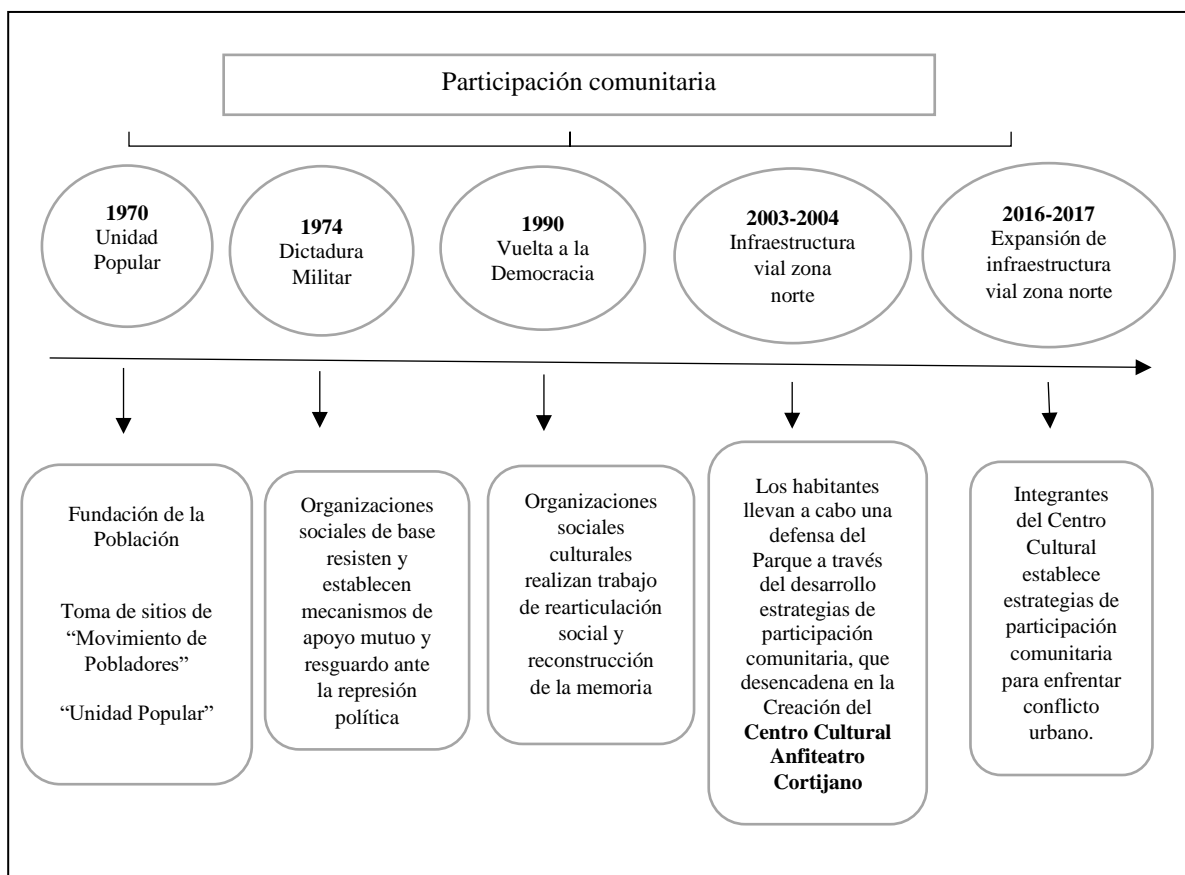 Participación comunitaria
1970
Unidad
Popular
1974
Dictadura
Militar
1990
Vuelta a la
Democracia
2003-2004
Infraestructura
vial zona
norte
2016-2017
Expansión de
infraestructura
vial zona norte
Fundación de la
Población
Toma de sitios de
“Movimiento de
Pobladores”
“Unidad Popular”
Organizaciones
sociales de base
resisten y
establecen
mecanismos de
apoyo mutuo y
resguardo ante
la represión
política
Organizaciones
sociales
culturales
realizan trabajo
de rearticulación
social y
reconstrucción
de la memoria
Los habitantes
llevan a cabo una
defensa del
Parque a través
del desarrollo
estrategias de
participación
comunitaria, que
desencadena en la
Creación del
Centro Cultural
Anfiteatro
Cortijano
Integrantes
del Centro
Cultural
establece
estrategias de
participación
comunitaria
para enfrentar
conflicto
urbano.